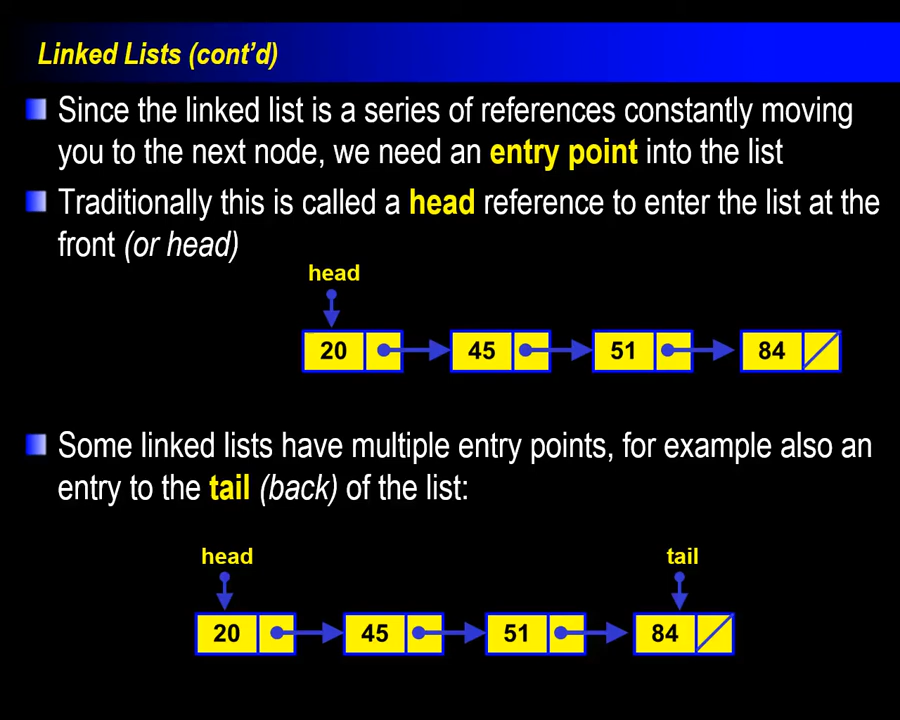 Linked Lists (cont'd)
Since the linked list is a series of references constantly moving
you to the next node, we need an entry point into the list
Traditionally this is called a head reference to enter the list at the
front (or head)
head
20 45 51 84
Some linked lists have multiple entry points, for example also an
entry to the tail (back) of the list:
head tail
20 45 51 84